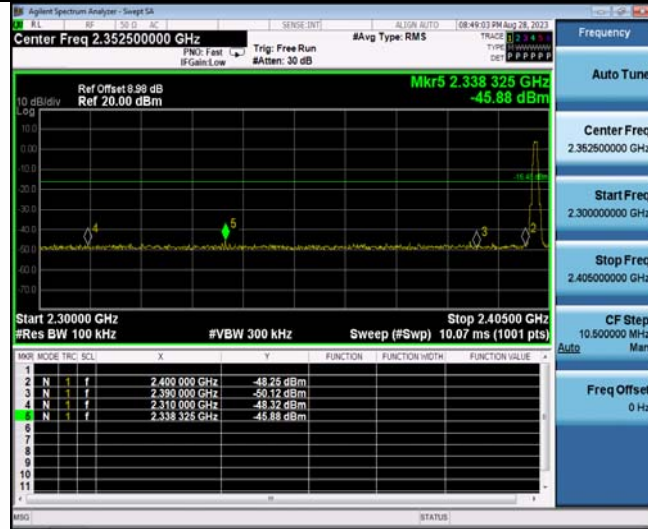 Agilent Spectrum Analyzer - Swept SA
RL RF 50 Ω AC SENSE:INT ALIGN AUTO 08:49:03 PM Aug 28, 2023
Center Freq 2.352500000 GHz
PNO: Fast
IFGain:Low
Trig: Free Run
#Atten: 30 dB
#Avg Type: RMS
TRACE 1 2 3 4 5 6
TYPE M WWWWW
DET P P P P P P
Ref Offset 8.98 dB
Ref 20.00 dBm
Mkr5 2.338 325 GHz
-45.88 dBm
10 dB/div
Log
10.0
0.00
-10.0
-20.0
-30.0
-40.0
-50.0
-60.0
-70.0
4
5
3
2
Start 2.30000 GHz
Stop 2.40500 GHz
#Res BW 100 kHz
#VBW 300 kHz
Sweep (#Swp) 10.07 ms (1001 pts)
MKR MODE TRC SCL X Y FUNCTION FUNCTION WIDTH FUNCTION VALUE
1
2 N 1 f 2.400 000 GHz -48.25 dBm
3 N 1 f 2.390 000 GHz -50.12 dBm
4 N 1 f 2.310 000 GHz -48.32 dBm
5 N 1 f 2.338 325 GHz -45.88 dBm
6
7
8
9
10
11
MSG
STATUS
Frequency
Auto Tune
Center Freq
2.352500000 GHz
Start Freq
2.300000000 GHz
Stop Freq
2.405000000 GHz
CF Step
10.500000 MHz
Auto Man
Freq Offset
0 Hz